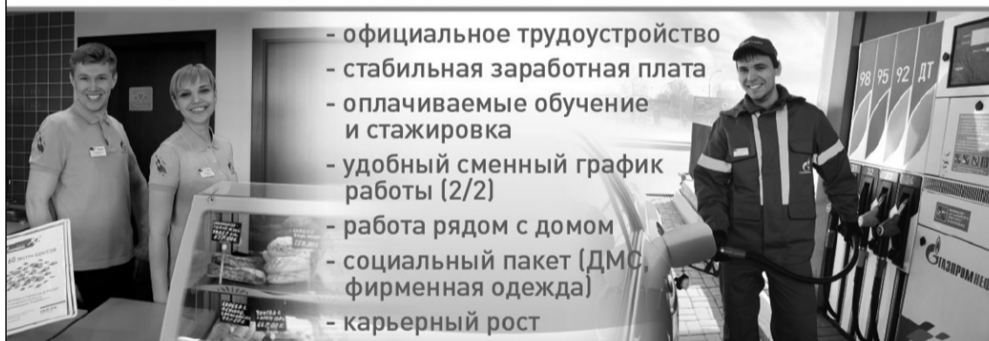 - официальное трудоустройство
- стабильная заработная плата
- оплачиваемые обучение
и стажировка
- удобный сменный график
работы (2/2)
- работа рядом с домом
- социальный пакет (ДМС,
фирменная одежда)
- карьерный рост
98 95 92 ДТ
ГАЗПРОМНЕФ